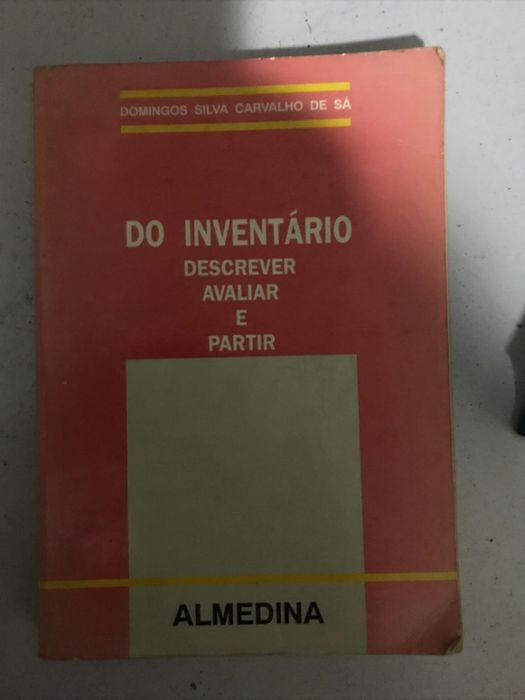 DOMINGOS SILVA CARVALHO DE SÁ
DO INVENTÁRIO
DESCREVER
AVALIAR
E
PARTIR
ALMEDINA